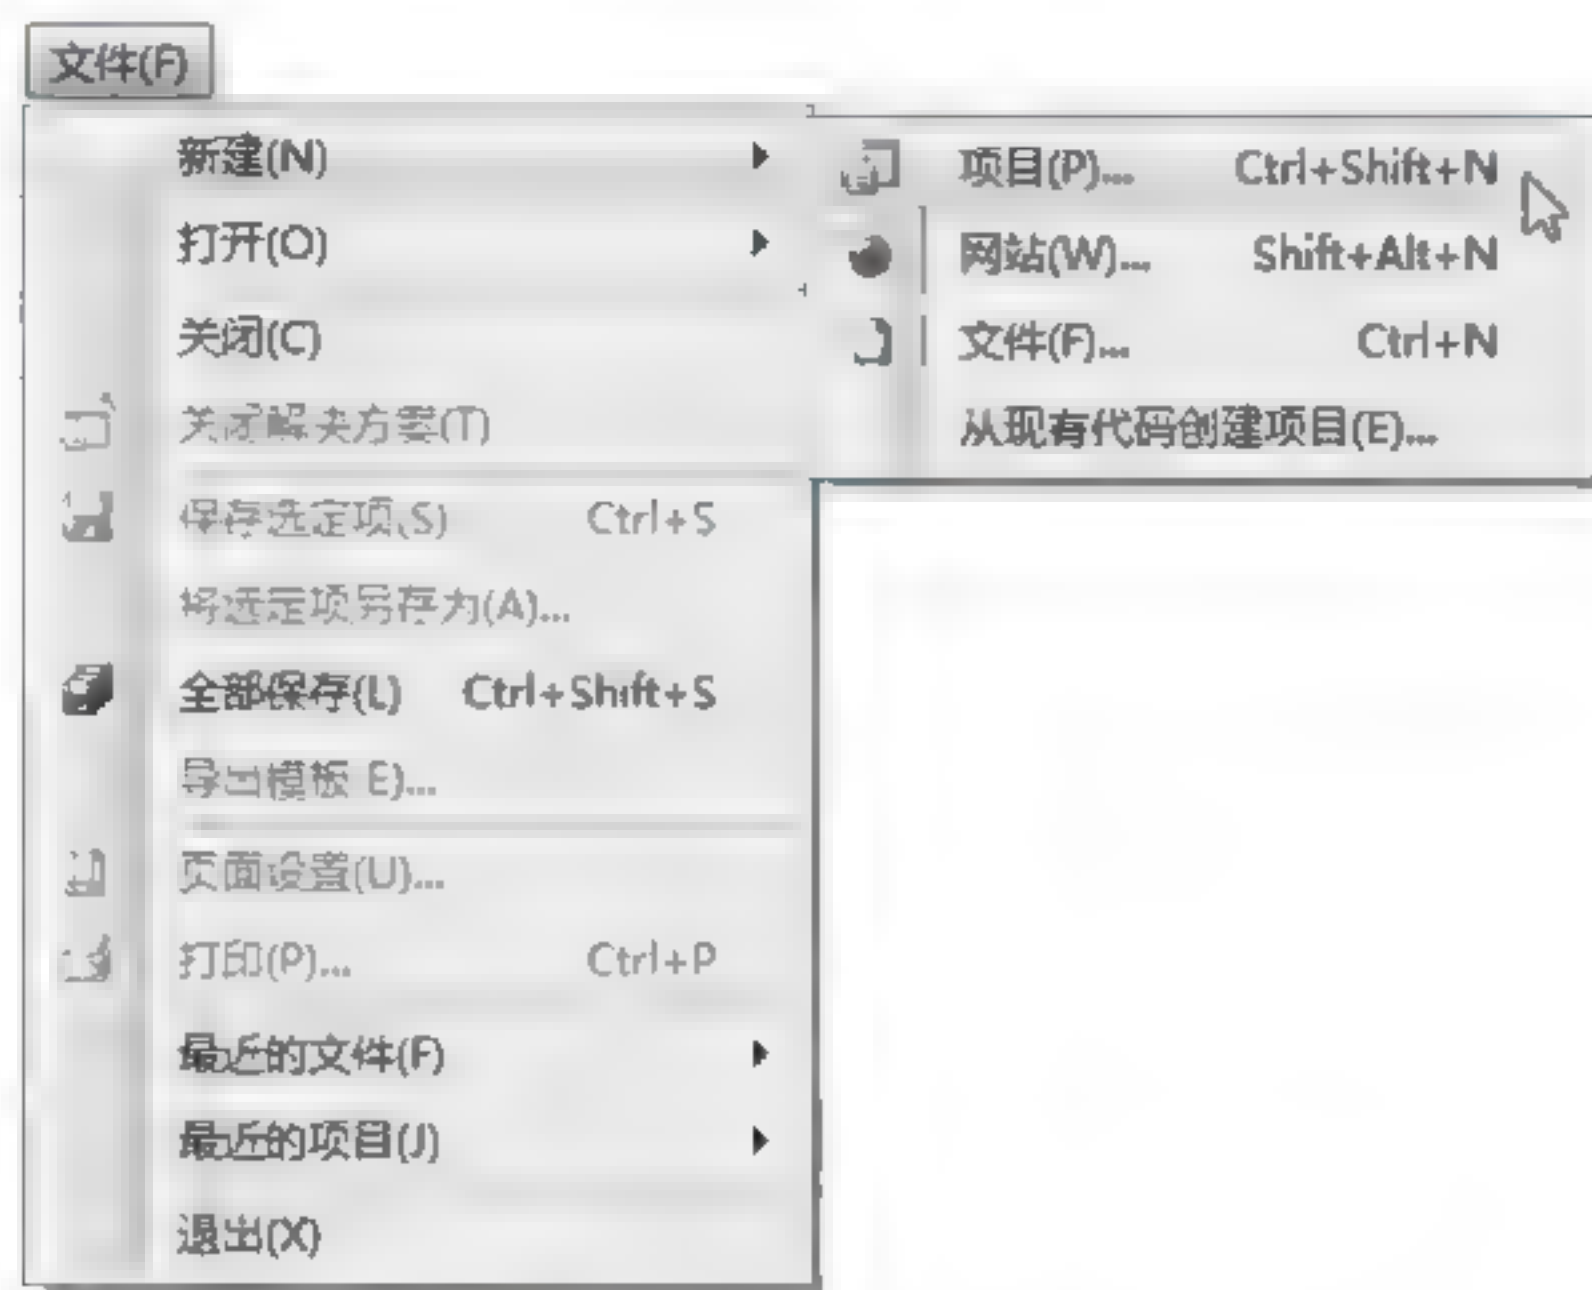 文件(F)
新建(N)
打开(O)
关闭(C)
关闭解决方案(T)
保存选定项(S) Ctrl+S
将选定项另存为(A)...
全部保存(L) Ctrl+Shift+S
导出模板(E)...
页面设置(U)...
打印(P)... Ctrl+P
最近的文件(F)
最近的项目(J)
退出(X)
项目(P)... Ctrl+Shift+N
网站(W)... Shift+Alt+N
文件(F)... Ctrl+N
从现有代码创建项目(E)...